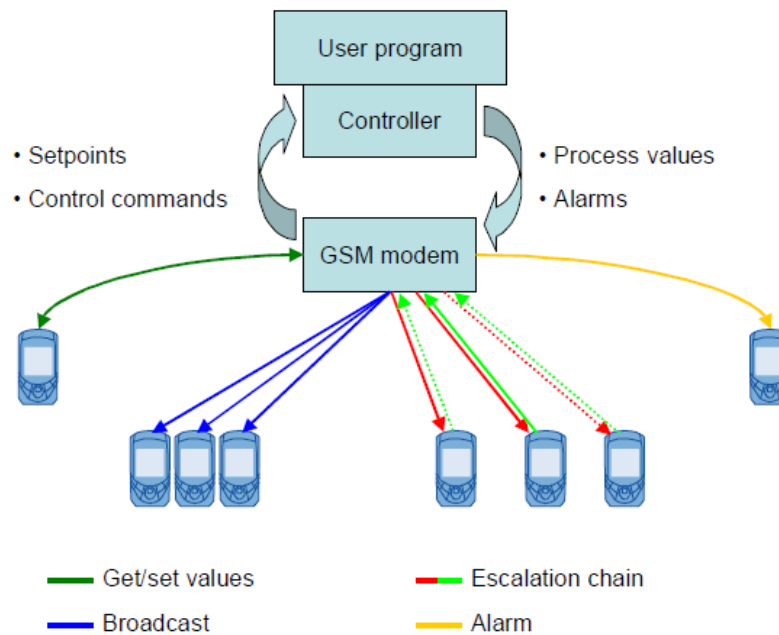 User program
Controller
• Setpoints
• Control commands
• Process values
• Alarms
GSM modem
Get/set values
Escalation chain
Broadcast
Alarm